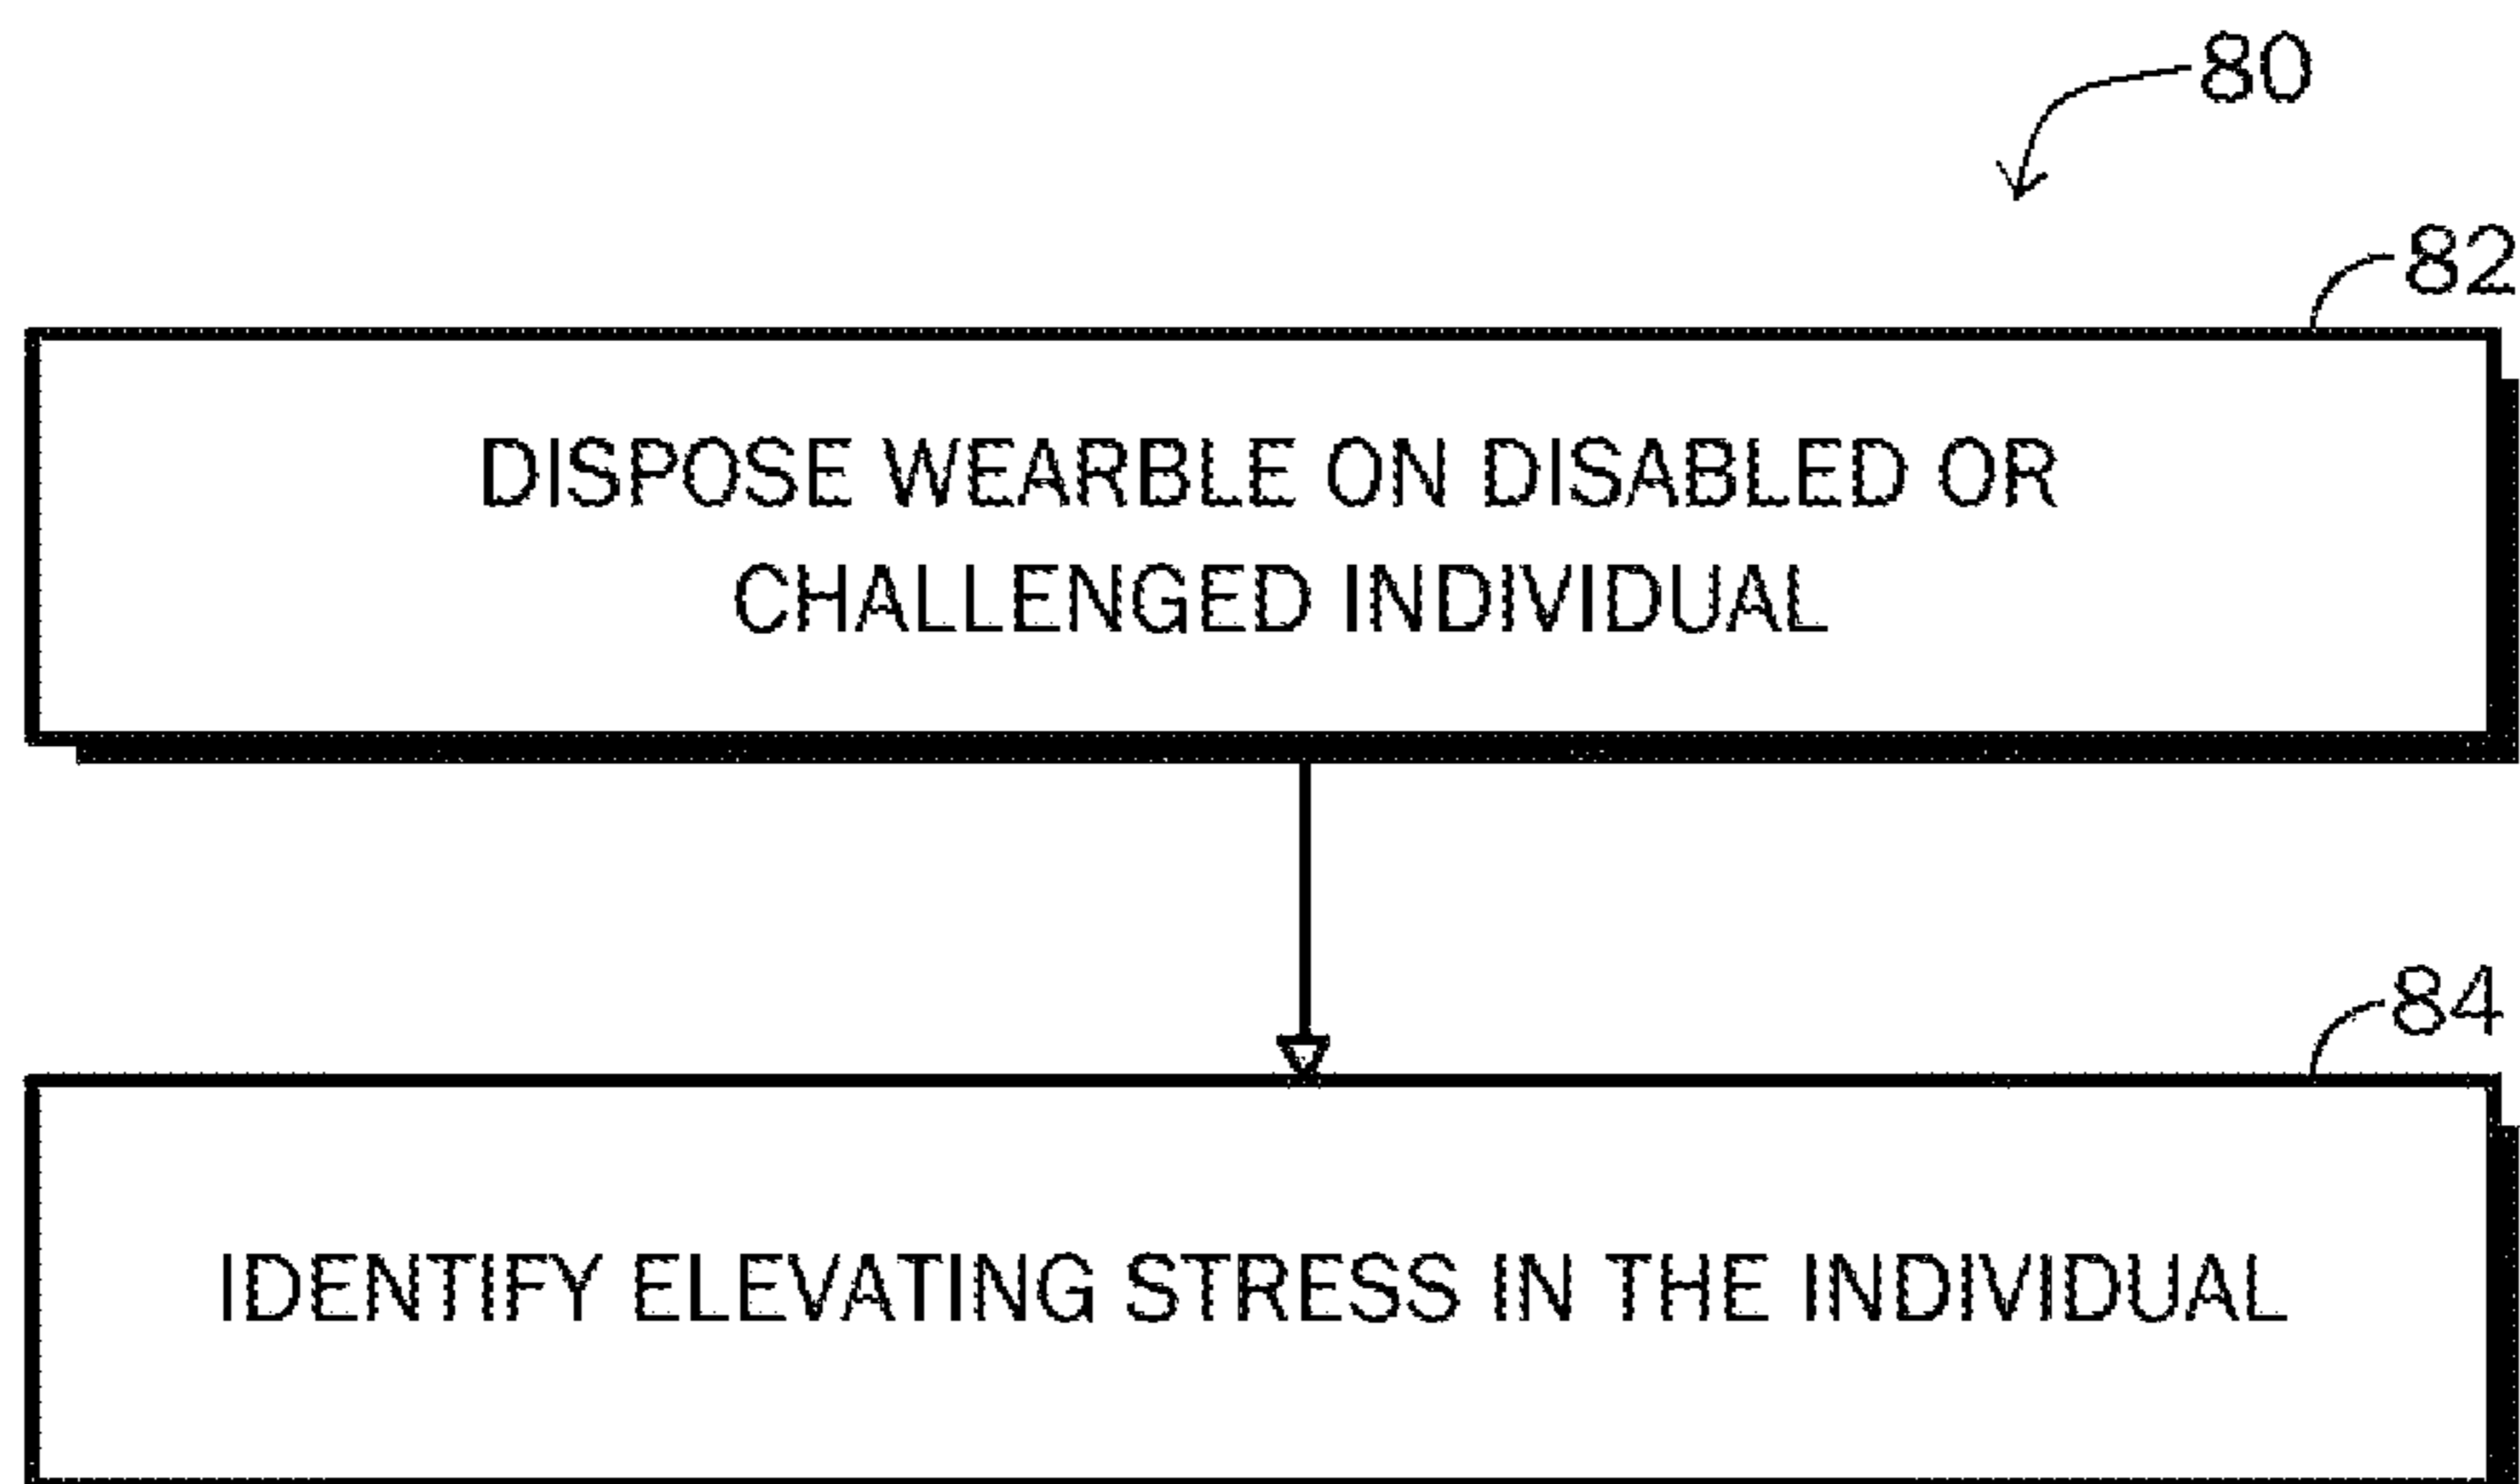 80
82
DISPOSE WEARBLE ON DISABLED OR
CHALLENGED INDIVIDUAL
84
IDENTIFY ELEVATING STRESS IN THE INDIVIDUAL